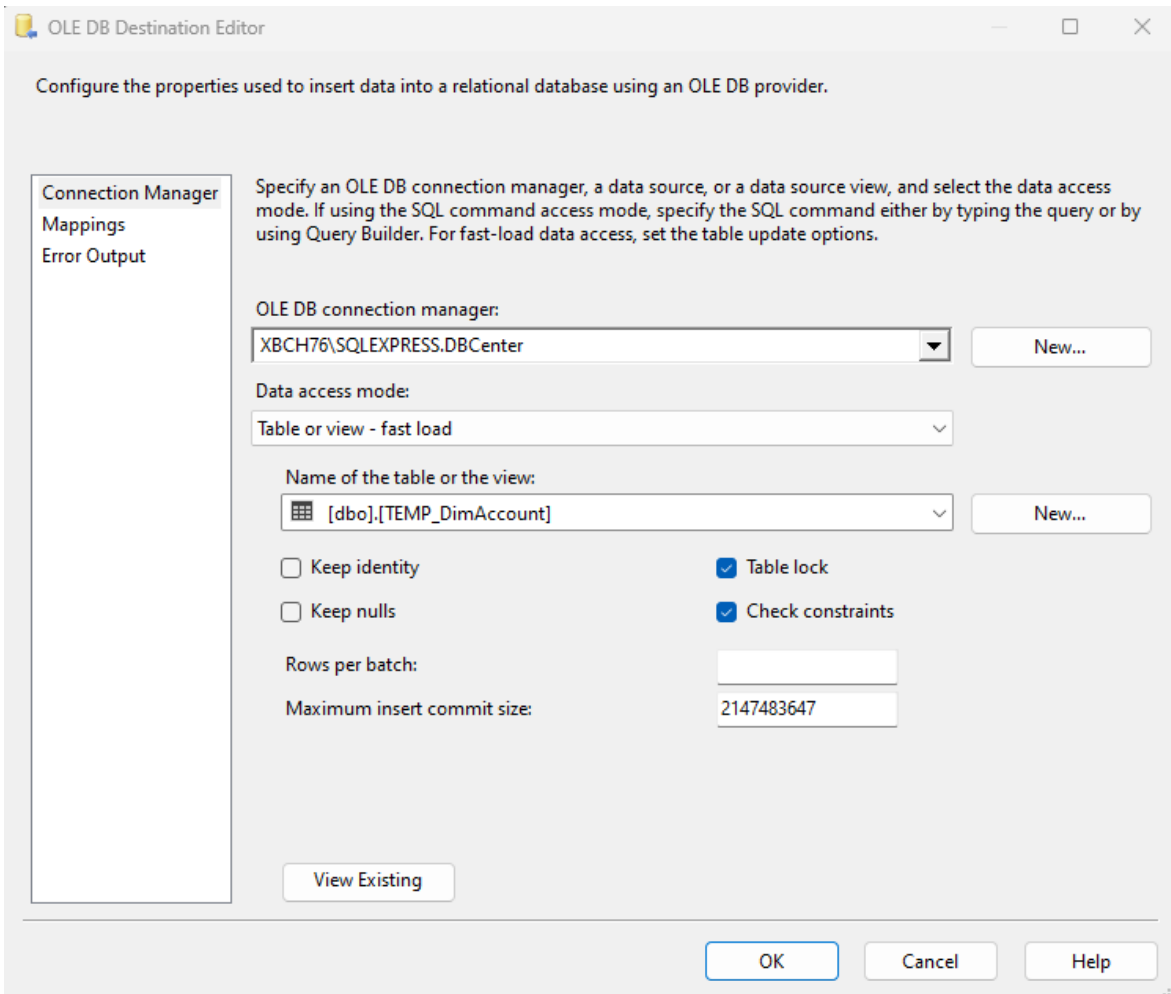 OLE DB Destination Editor
Configure the properties used to insert data into a relational database using an OLE DB provider.
Connection Manager
Mappings
Error Output
Specify an OLE DB connection manager, a data source, or a data source view, and select the data access
mode. If using the SQL command access mode, specify the SQL command either by typing the query or by
using Query Builder. For fast-load data access, set the table update options.
OLE DB connection manager:
XBCH76\SQLEXPRESS.DBCenter
New...
Data access mode:
Table or view - fast load
Name of the table or the view:
[dbo].[TEMP_DimAccount]
New...
Keep identity
Table lock
Keep nulls
Check constraints
Rows per batch:
Maximum insert commit size:
2147483647
View Existing
OK
Cancel
Help